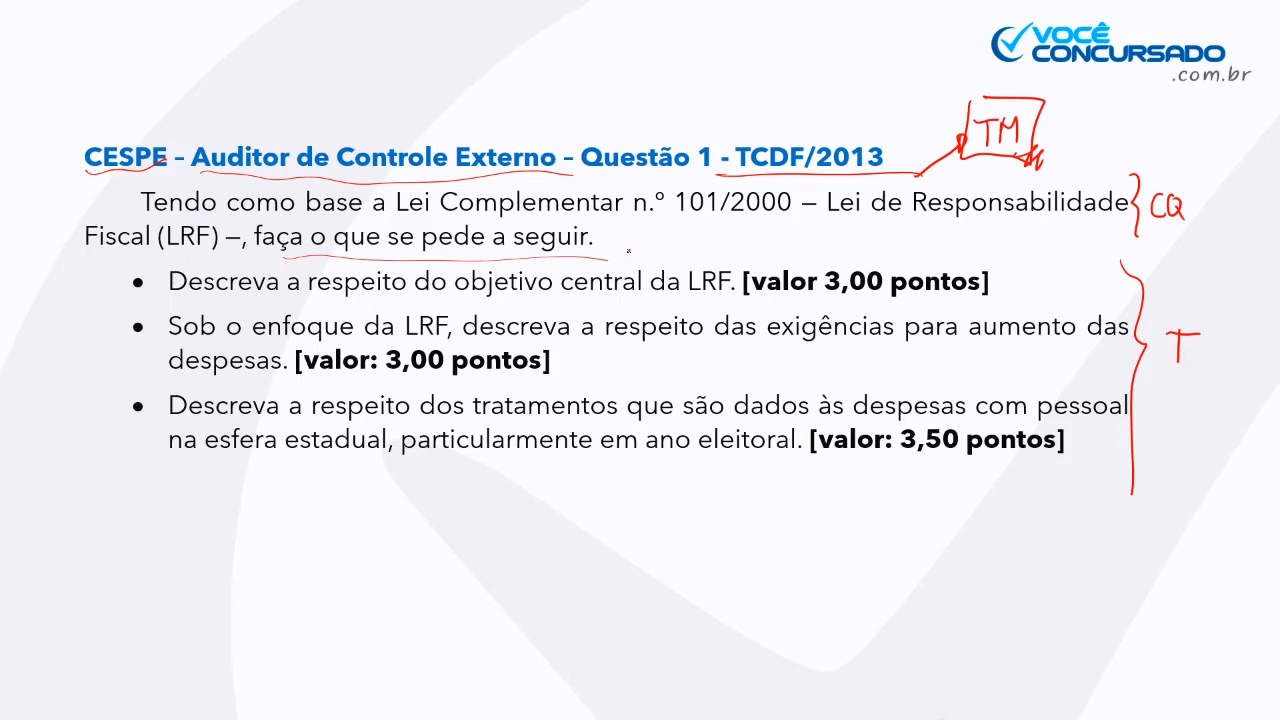 VOCÊ
CONCURSADO
.com.br
TM
CESPE – Auditor de Controle Externo – Questão 1 - TCDF/2013
Tendo como base a Lei Complementar n.º 101/2000 – Lei de Responsabilidade
Fiscal (LRF) –, faça o que se pede a seguir.
CQ
• Descreva a respeito do objetivo central da LRF. [valor 3,00 pontos]
• Sob o enfoque da LRF, descreva a respeito das exigências para aumento das
despesas. [valor: 3,00 pontos]
T
• Descreva a respeito dos tratamentos que são dados às despesas com pessoal
na esfera estadual, particularmente em ano eleitoral. [valor: 3,50 pontos]